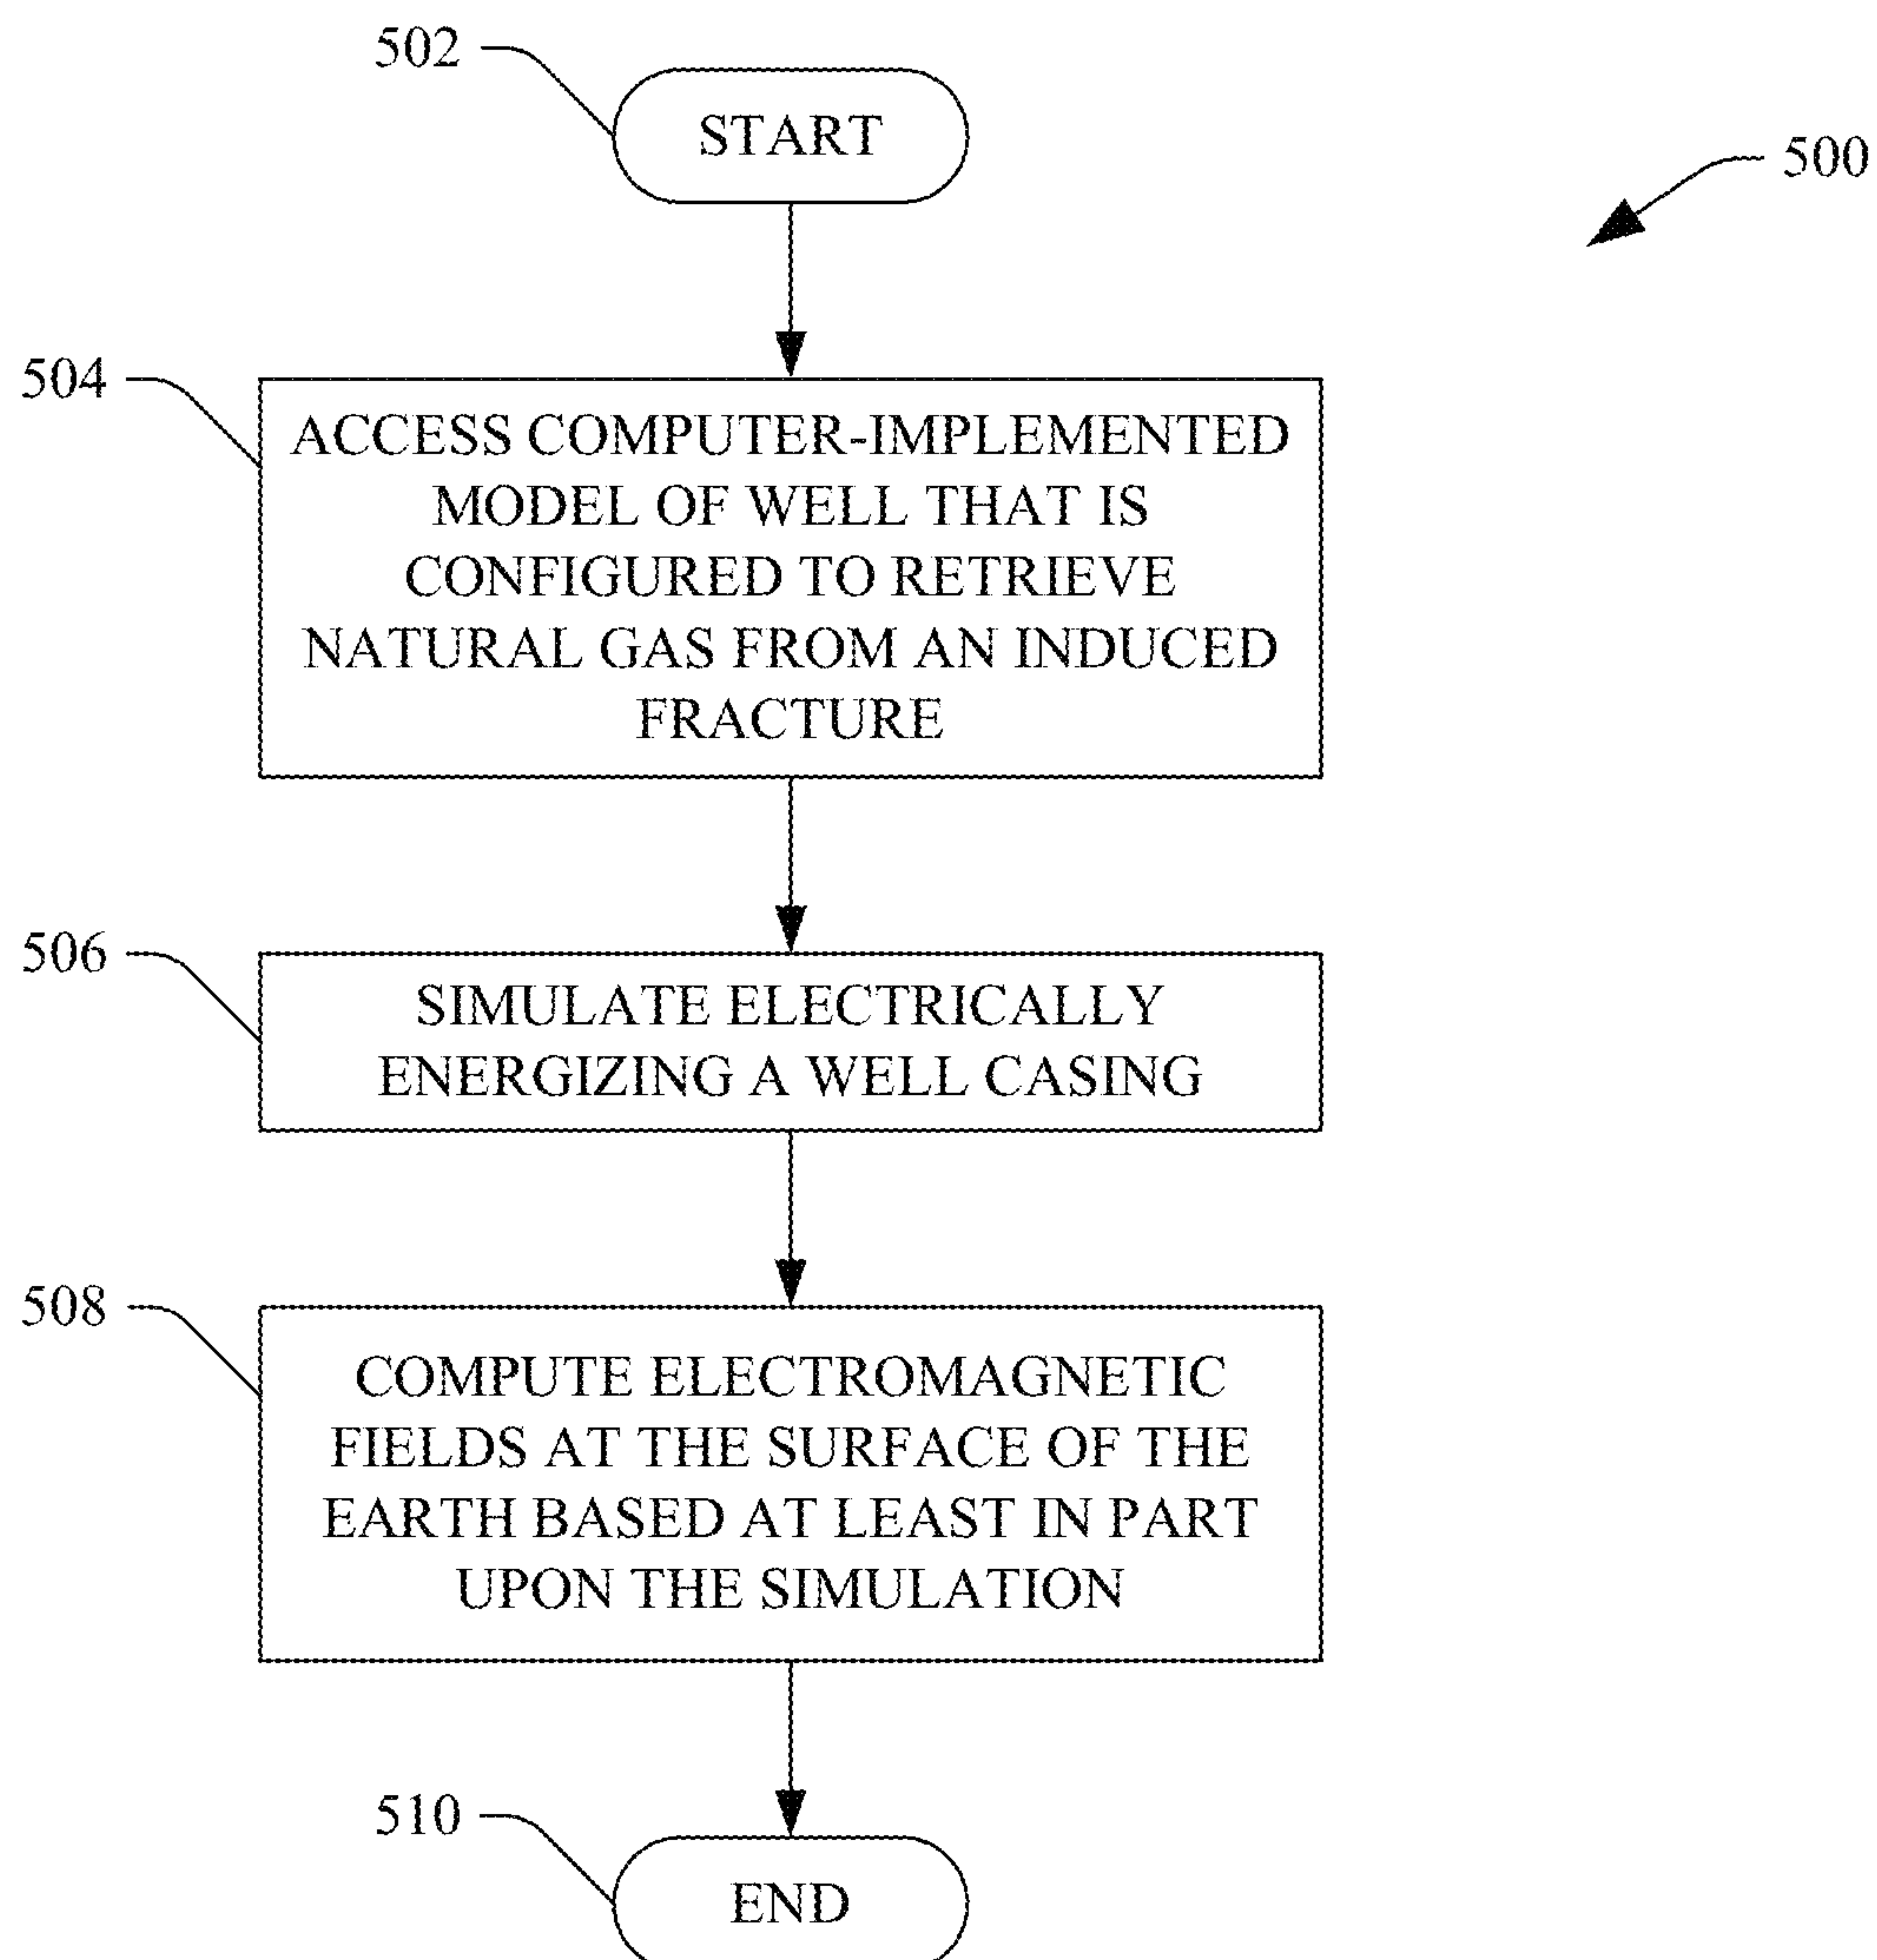 502
START
500
504
ACCESS COMPUTER-IMPLEMENTED
MODEL OF WELL THAT IS
CONFIGURED TO RETRIEVE
NATURAL GAS FROM AN INDUCED
FRACTURE
506
SIMULATE ELECTRICALLY
ENERGIZING A WELL CASING
508
COMPUTE ELECTROMAGNETIC
FIELDS AT THE SURFACE OF THE
EARTH BASED AT LEAST IN PART
UPON THE SIMULATION
510
END